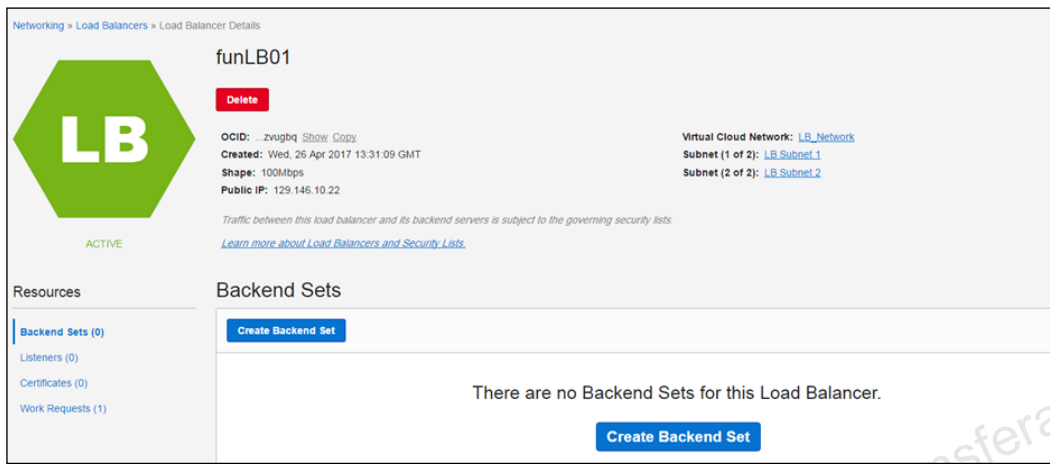 Networking » Load Balancers » Load Balancer Details
funLB01
Delete
LB
ACTIVE
OCID: ...zvugbq Show Copy
Created: Wed, 26 Apr 2017 13:31:09 GMT
Shape: 100Mbps
Public IP: 129.146.10.22
Virtual Cloud Network: LB_Network
Subnet (1 of 2): LB Subnet 1
Subnet (2 of 2): LB Subnet 2
Traffic between this load balancer and its backend servers is subject to the governing security lists.
Learn more about Load Balancers and Security Lists.
Resources
Backend Sets (0)
Listeners (0)
Certificates (0)
Work Requests (1)
Backend Sets
Create Backend Set
There are no Backend Sets for this Load Balancer.
Create Backend Set